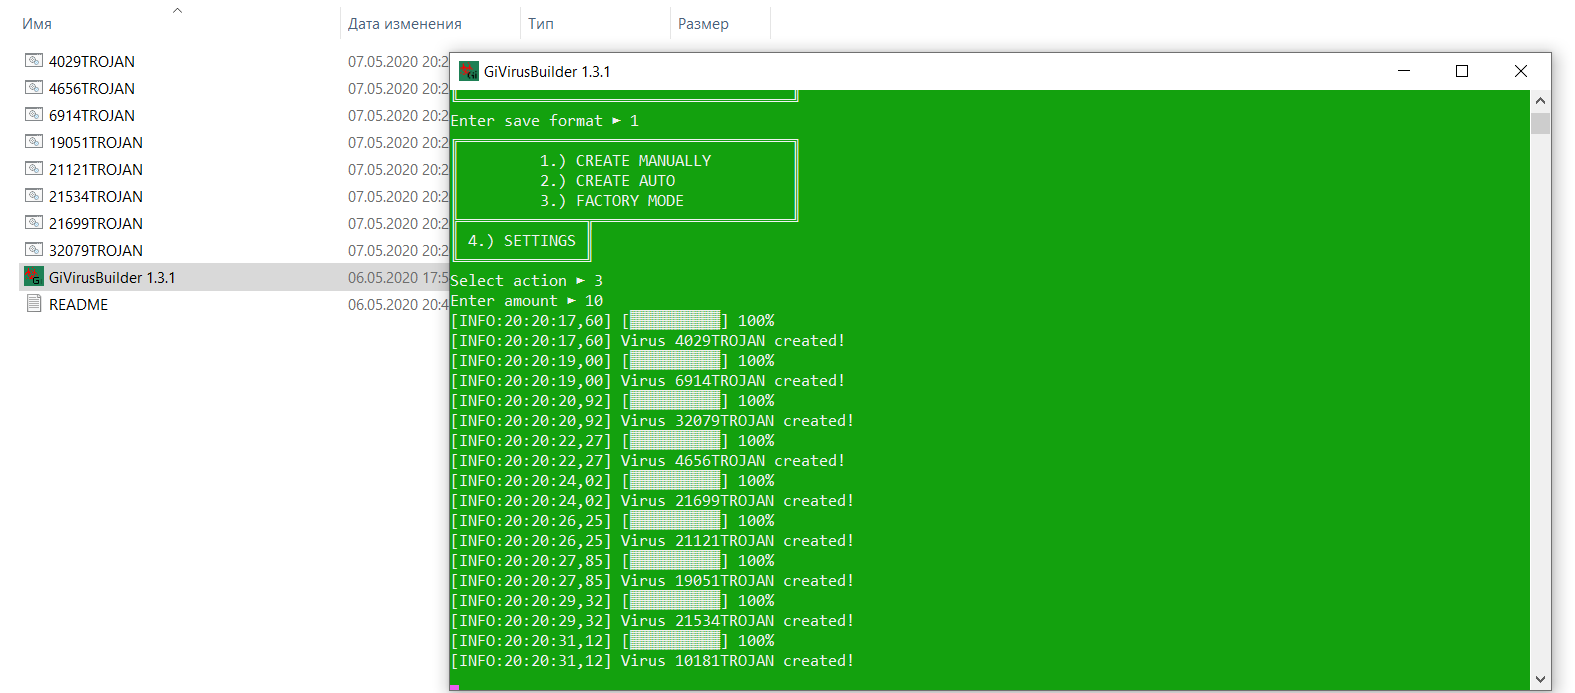 Имя Дата изменения Тип Размер
4029TROJAN 07.05.2020 20:2
4656TROJAN 07.05.2020 20:2
6914TROJAN 07.05.2020 20:2
19051TROJAN 07.05.2020 20:2
21121TROJAN 07.05.2020 20:2
21534TROJAN 07.05.2020 20:2
21699TROJAN 07.05.2020 20:2
32079TROJAN 07.05.2020 20:2
GiVirusBuilder 1.3.1 06.05.2020 17:5
README 06.05.2020 20:4
GiVirusBuilder 1.3.1
Enter save format ► 1
1.) CREATE MANUALLY
2.) CREATE AUTO
3.) FACTORY MODE
4.) SETTINGS
Select action ► 3
Enter amount ► 10
[INFO:20:20:17,60] [▒▒▒▒▒▒▒▒▒▒] 100%
[INFO:20:20:17,60] Virus 4029TROJAN created!
[INFO:20:20:19,00] [▒▒▒▒▒▒▒▒▒▒] 100%
[INFO:20:20:19,00] Virus 6914TROJAN created!
[INFO:20:20:20,92] [▒▒▒▒▒▒▒▒▒▒] 100%
[INFO:20:20:20,92] Virus 32079TROJAN created!
[INFO:20:20:22,27] [▒▒▒▒▒▒▒▒▒▒] 100%
[INFO:20:20:22,27] Virus 4656TROJAN created!
[INFO:20:20:24,02] [▒▒▒▒▒▒▒▒▒▒] 100%
[INFO:20:20:24,02] Virus 21699TROJAN created!
[INFO:20:20:26,25] [▒▒▒▒▒▒▒▒▒▒] 100%
[INFO:20:20:26,25] Virus 21121TROJAN created!
[INFO:20:20:27,85] [▒▒▒▒▒▒▒▒▒▒] 100%
[INFO:20:20:27,85] Virus 19051TROJAN created!
[INFO:20:20:29,32] [▒▒▒▒▒▒▒▒▒▒] 100%
[INFO:20:20:29,32] Virus 21534TROJAN created!
[INFO:20:20:31,12] [▒▒▒▒▒▒▒▒▒▒] 100%
[INFO:20:20:31,12] Virus 10181TROJAN created!